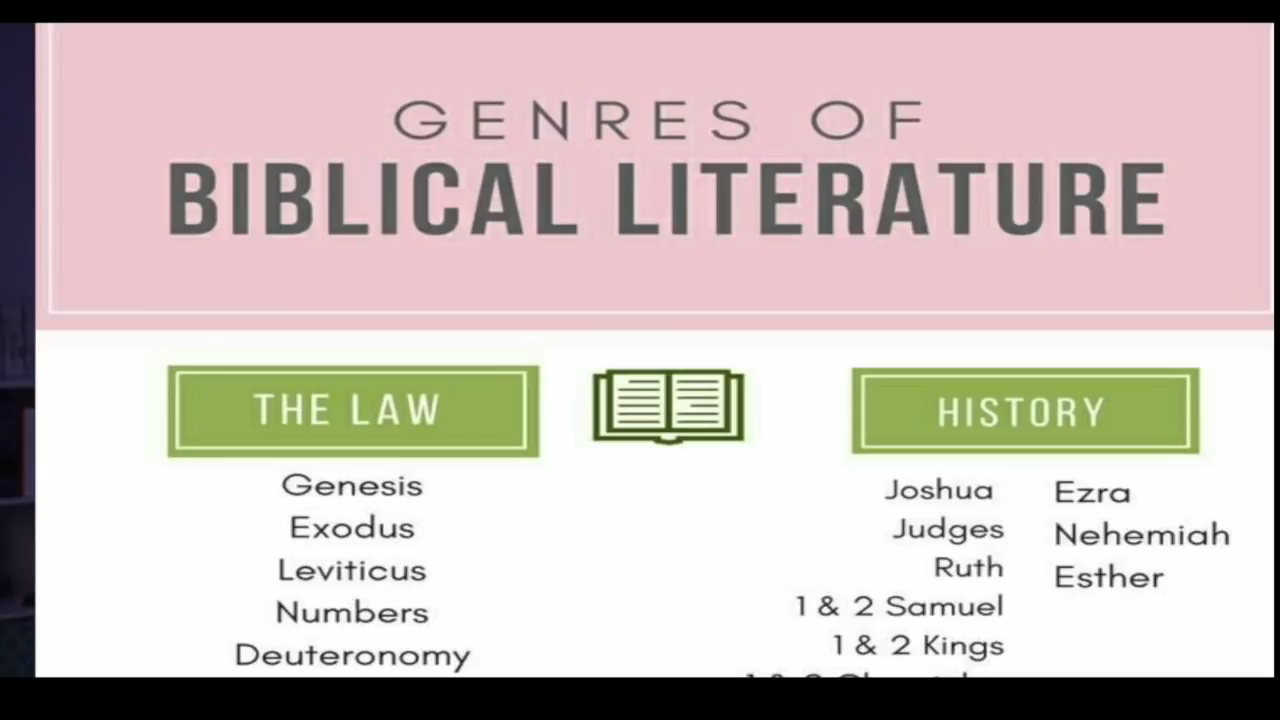 GENRES OF
BIBLICAL LITERATURE
THE LAW
Genesis
Exodus
Leviticus
Numbers
Deuteronomy
HISTORY
Joshua
Judges
Ruth
1 & 2 Samuel
1 & 2 Kings
Ezra
Nehemiah
Esther